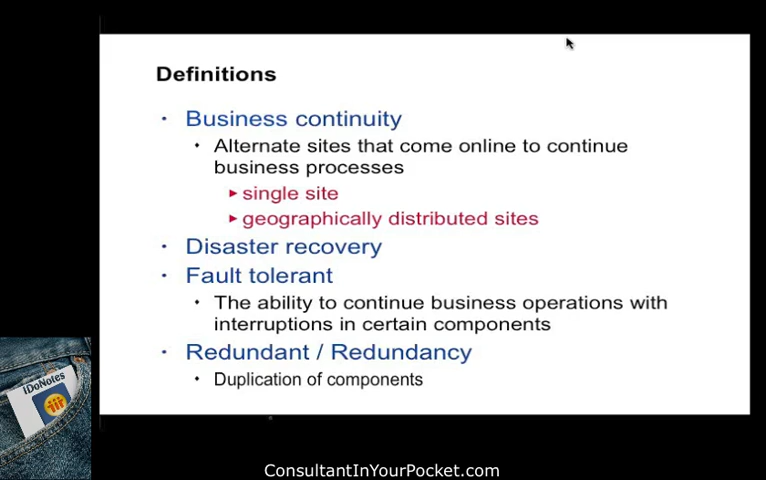 Definitions
Business continuity
Alternate sites that come online to continue
business processes
single site
geographically distributed sites
Disaster recovery
Fault tolerant
The ability to continue business operations with
interruptions in certain components
Redundant / Redundancy
Duplication of components
iDoNotes
ConsultantInYourPocket.com